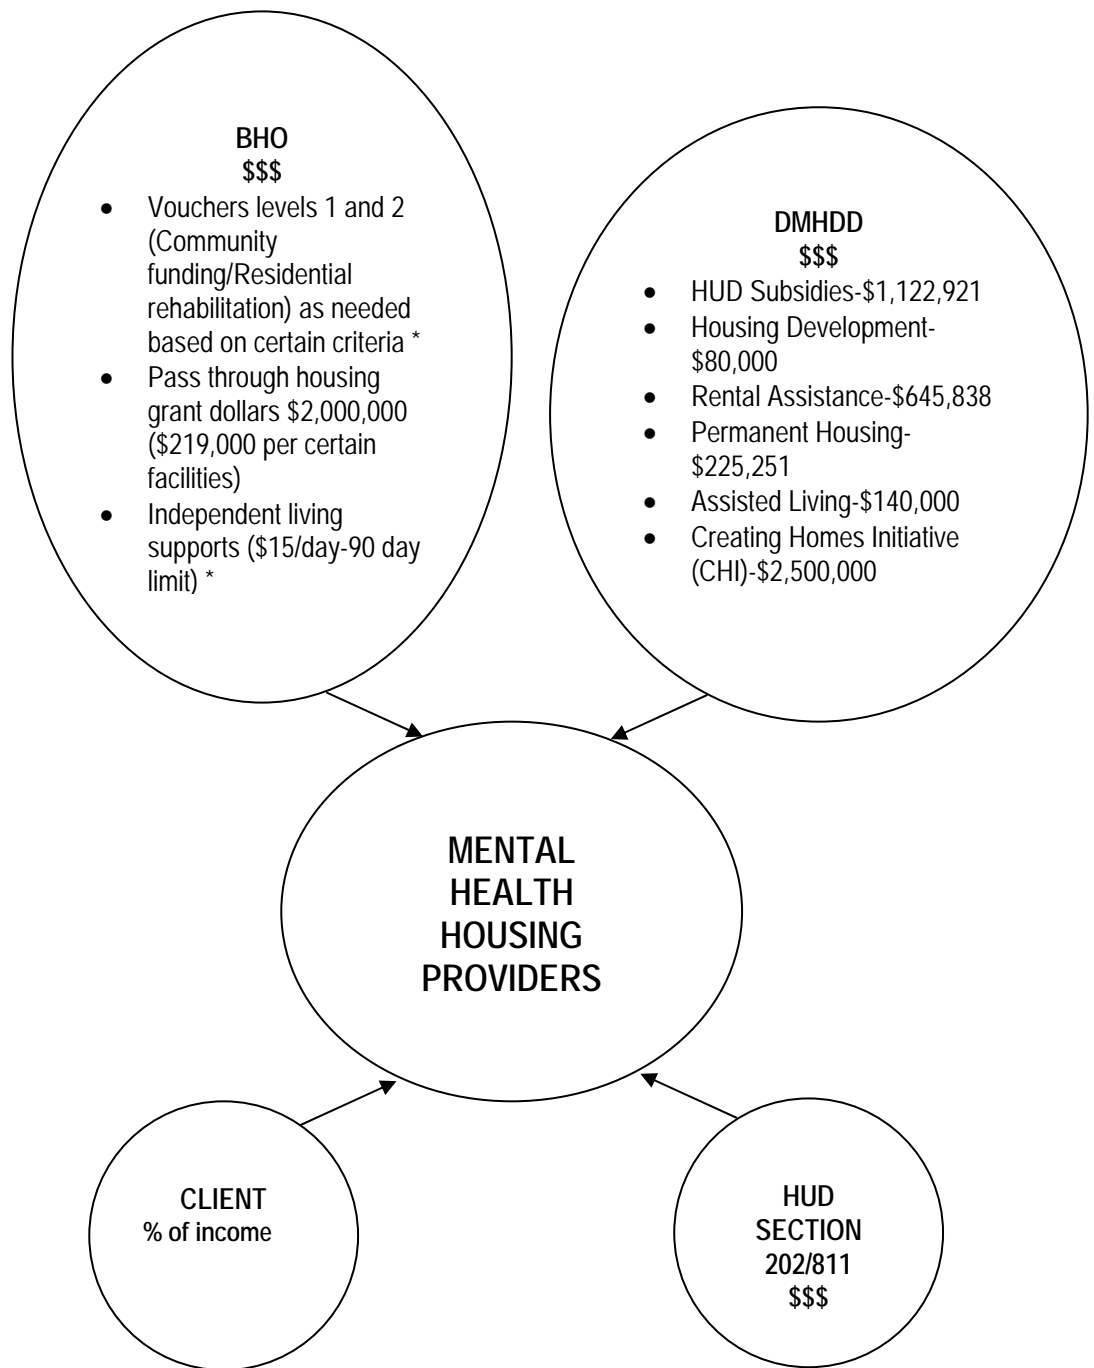 BHO
$$$
• Vouchers levels 1 and 2
(Community
funding/Residential
rehabilitation) as needed
based on certain criteria *
• Pass through housing
grant dollars $2,000,000
($219,000 per certain
facilities)
• Independent living
supports ($15/day-90 day
limit) *
DMHDD
$$$
• HUD Subsidies-$1,122,921
• Housing Development-
$80,000
• Rental Assistance-$645,838
• Permanent Housing-
$225,251
• Assisted Living-$140,000
• Creating Homes Initiative
(CHI)-$2,500,000
MENTAL
HEALTH
HOUSING
PROVIDERS
CLIENT
% of income
HUD
SECTION
202/811
$$$